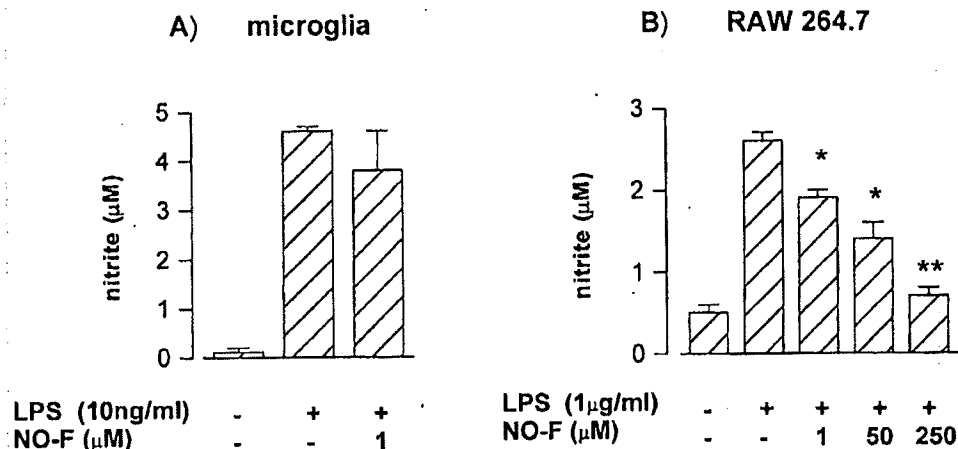 A) microglia
B) RAW 264.7
5
4
3
2
1
0
nitrite (µM)
LPS (10ng/ml) - + +
NO-F (µM) - - 1
3
2
1
0
nitrite (µM)
*
*
**
LPS (1µg/ml) - + + + +
NO-F (µM) - - 1 50 250